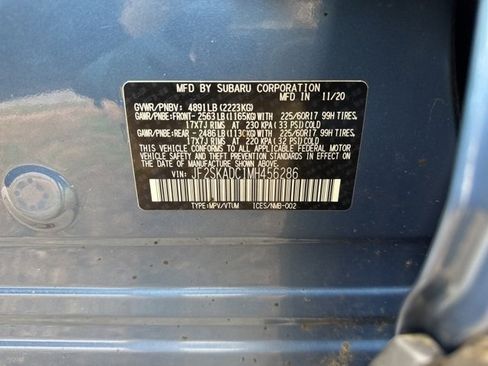 MFD BY SUBARU CORPORATION
GVWR/PNBV: 4891LB (2223KG) MFD IN 11/20
GAWR/PNBE:FRONT- 2563LB (1165KG)WITH 225/60R17 99H TIRES,
17X7J RIMS AT 230 KPA (33 PSI)COLD
GAWR/PNBE:REAR - 2486LB (1130KG)WITH 225/60R17 99H TIRES,
17X7J RIMS AT 220 KPA (32 PSI)COLD
THIS VEHICLE CONFORMS TO ALL APPLICABLE FEDERAL MOTOR
VEHICLE SAFETY AND THEFT PREVENTION STANDARDS IN EFFECT ON
THE DATE OF MANUFACTURE SHOWN ABOVE.
VIN: JF2SKADC1MH456286
TYPE:MPV/VTUM ICES/NMB-002